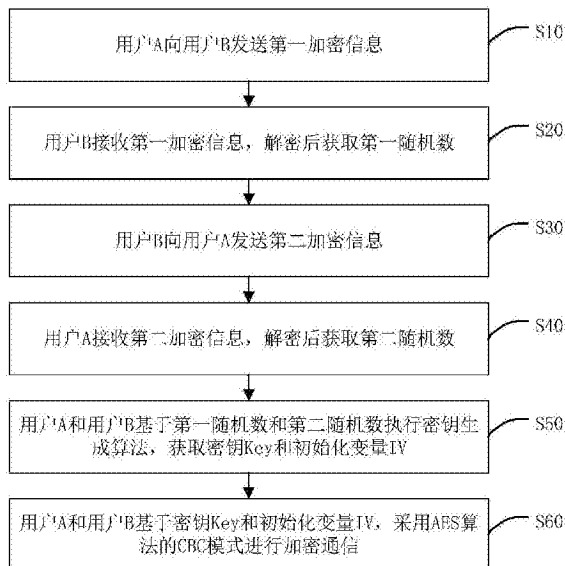 用户A向用户B发送第一加密信息
S10
用户B接收第一加密信息，解密后获取第一随机数
S20
用户B向用户A发送第二加密信息
S30
用户A接收第二加密信息，解密后获取第二随机数
S40
用户A和用户B基于第一随机数和第二随机数执行密钥生
成算法，获取密钥Key和初始化变量IV
S50
用户A和用户B基于密钥Key和初始化变量IV，采用AES算
法的CBC模式进行加密通信
S60